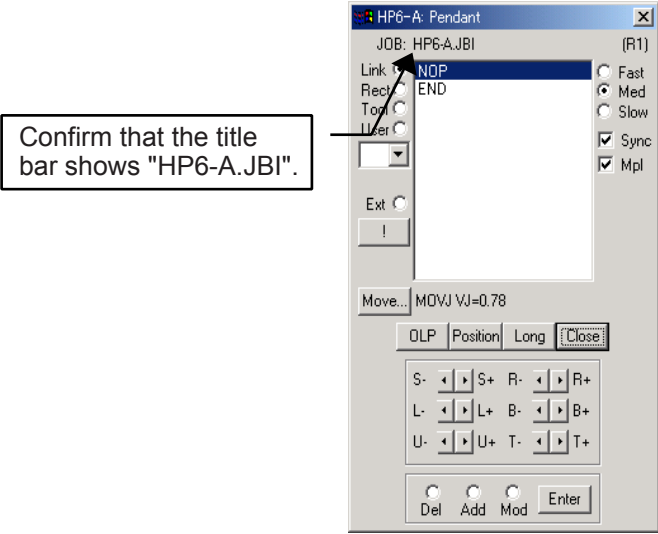 HP6-A: Pendant
JOB: HP6-A.JBI (R1)
Link NOP Fast
Rect END Med
Tool Slow
User Sync
Mpl
Confirm that the title
bar shows "HP6-A.JBI".
Ext
!
Move... MOVJ VJ=0.78
OLP Position Long Close
S- S+ R- R+
L- L+ B- B+
U- U+ T- T+
Del Add Mod Enter